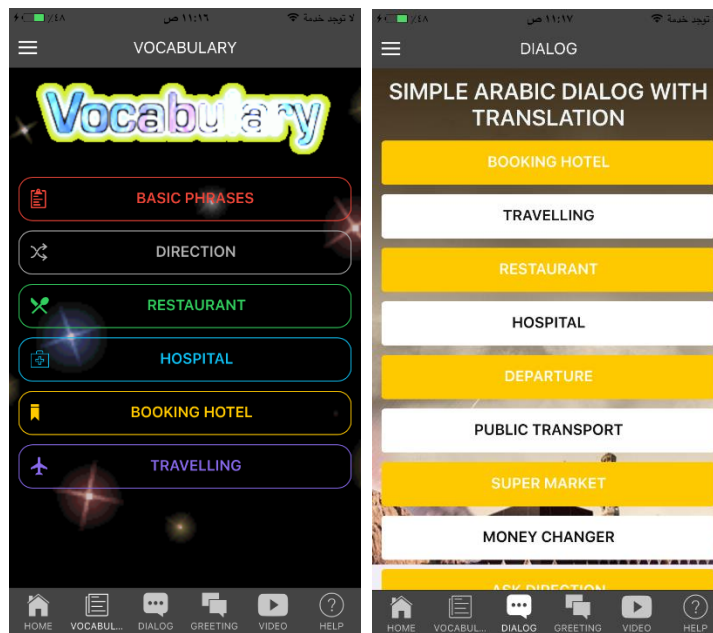 ٪٤٨
١١:١٦ ص
لا توجد خدمة
VOCABULARY
Vocabulary
BASIC PHRASES
DIRECTION
RESTAURANT
HOSPITAL
BOOKING HOTEL
TRAVELLING
HOME VOCABUL... DIALOG GREETING VIDEO HELP
٪٤٨
١١:١٧ ص
توجد خدمة
DIALOG
SIMPLE ARABIC DIALOG WITH
TRANSLATION
BOOKING HOTEL
TRAVELLING
RESTAURANT
HOSPITAL
DEPARTURE
PUBLIC TRANSPORT
SUPER MARKET
MONEY CHANGER
ASK DIRECTION
HOME VOCABUL... DIALOG GREETING VIDEO HELP